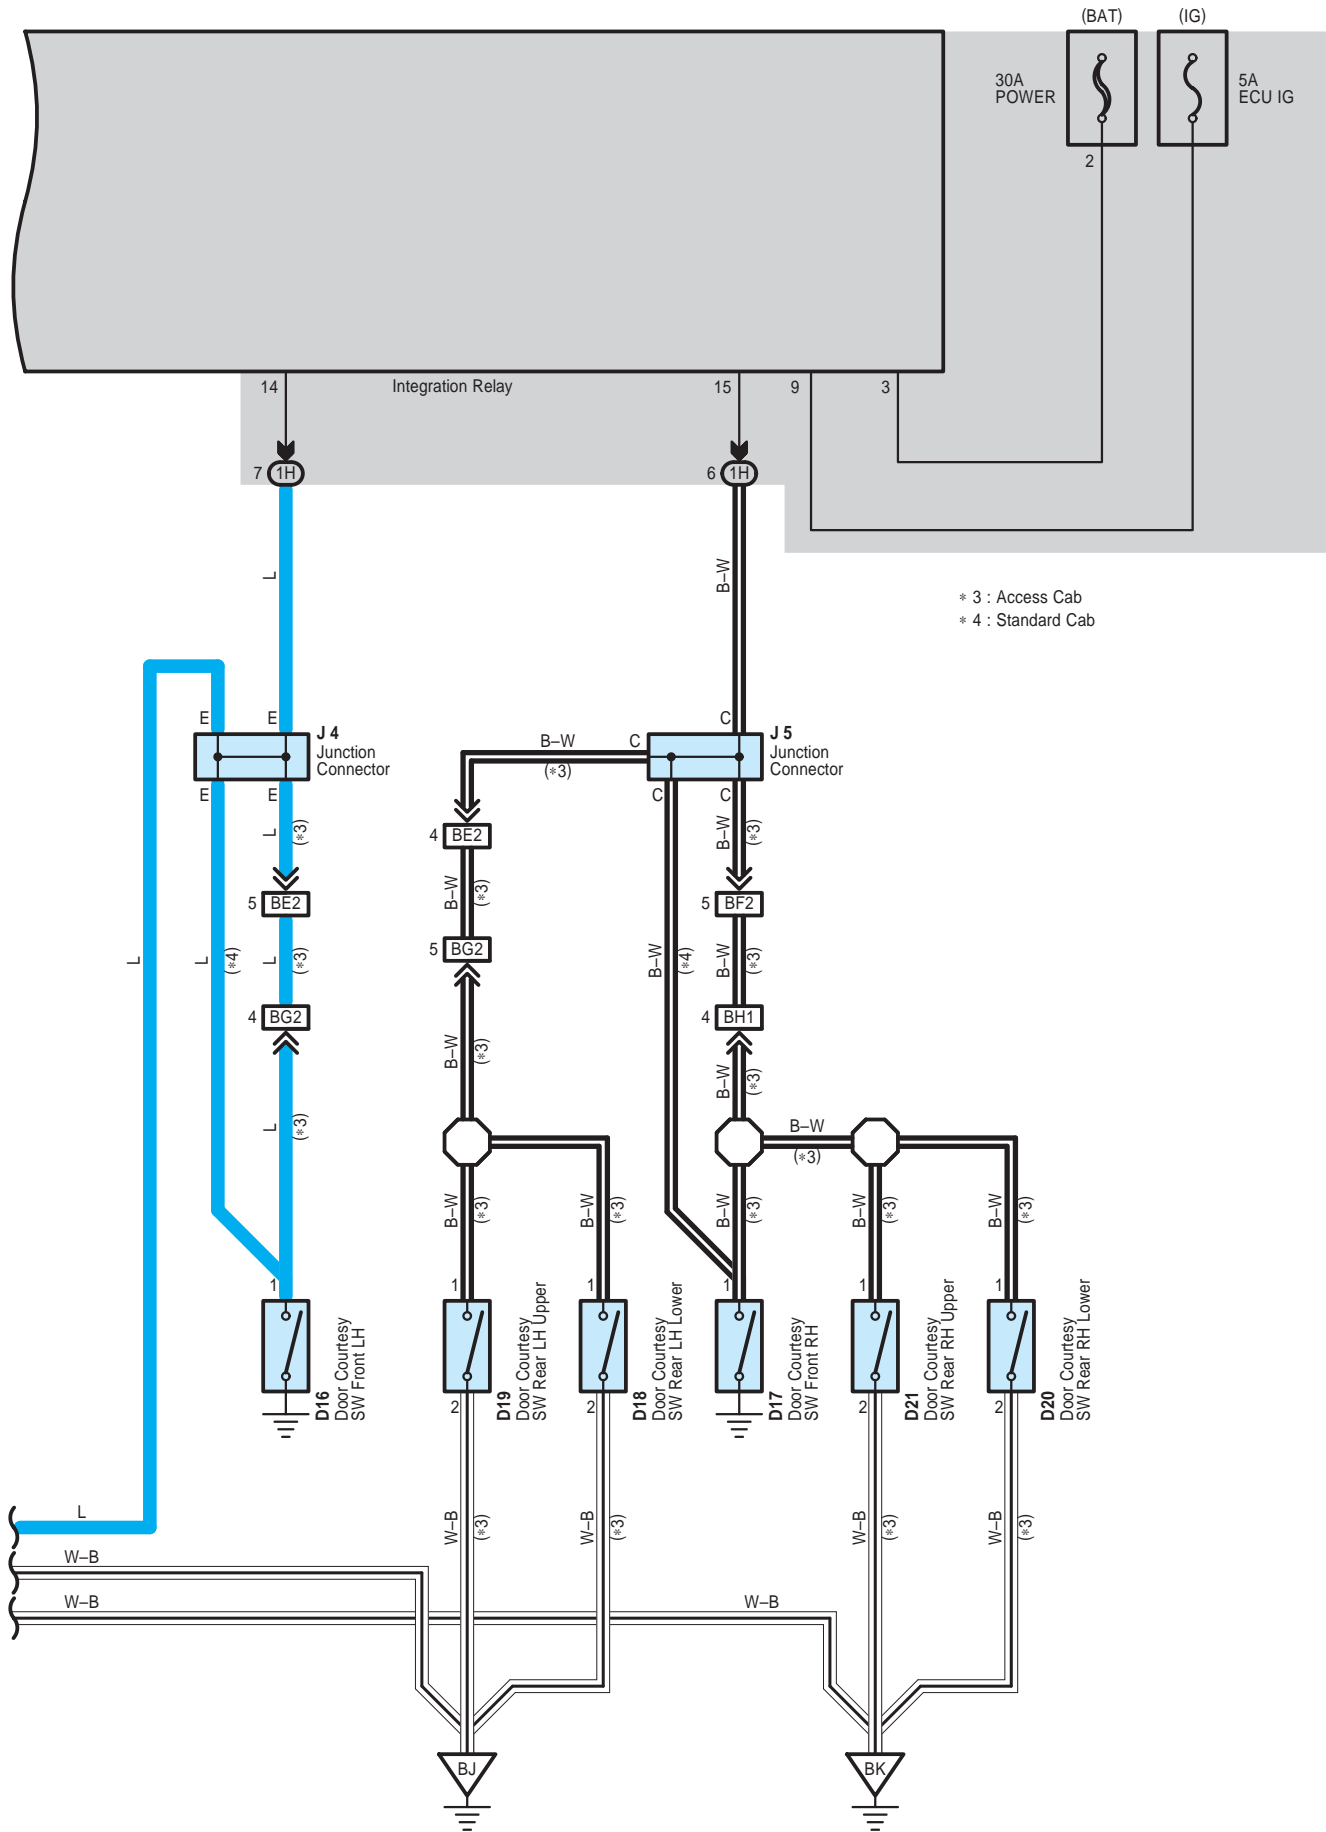 (BAT)
(IG)
30A
POWER
5A
ECU IG
2
14
Integration Relay
15
9
3
7
1H
6
1H
L
B–W
∗ 3 : Access Cab
∗ 4 : Standard Cab
E
E
J 4
Junction
Connector
B–W
(∗3)
C
C
J 5
Junction
Connector
E
E
C
C
L
(∗3)
4
BE2
B–W
(∗3)
5
BE2
B–W
(∗3)
5
BF2
L
L
(∗4)
L
(∗3)
5
BG2
B–W
(∗4)
B–W
(∗3)
4
BG2
4
BH1
B–W
(∗3)
B–W
(∗3)
L
(∗3)
B–W
(∗3)
B–W
(∗3)
B–W
(∗3)
B–W
(∗3)
B–W
(∗3)
B–W
(∗3)
1
1
1
1
1
1
D16
Door Courtesy
SW Front LH
D19
Door Courtesy
SW Rear LH Upper
D18
Door Courtesy
SW Rear LH Lower
D17
Door Courtesy
SW Front RH
D21
Door Courtesy
SW Rear RH Upper
D20
Door Courtesy
SW Rear RH Lower
2
2
2
2
L
W–B
(∗3)
W–B
(∗3)
W–B
(∗3)
W–B
(∗3)
W–B
W–B
W–B
BJ
BK